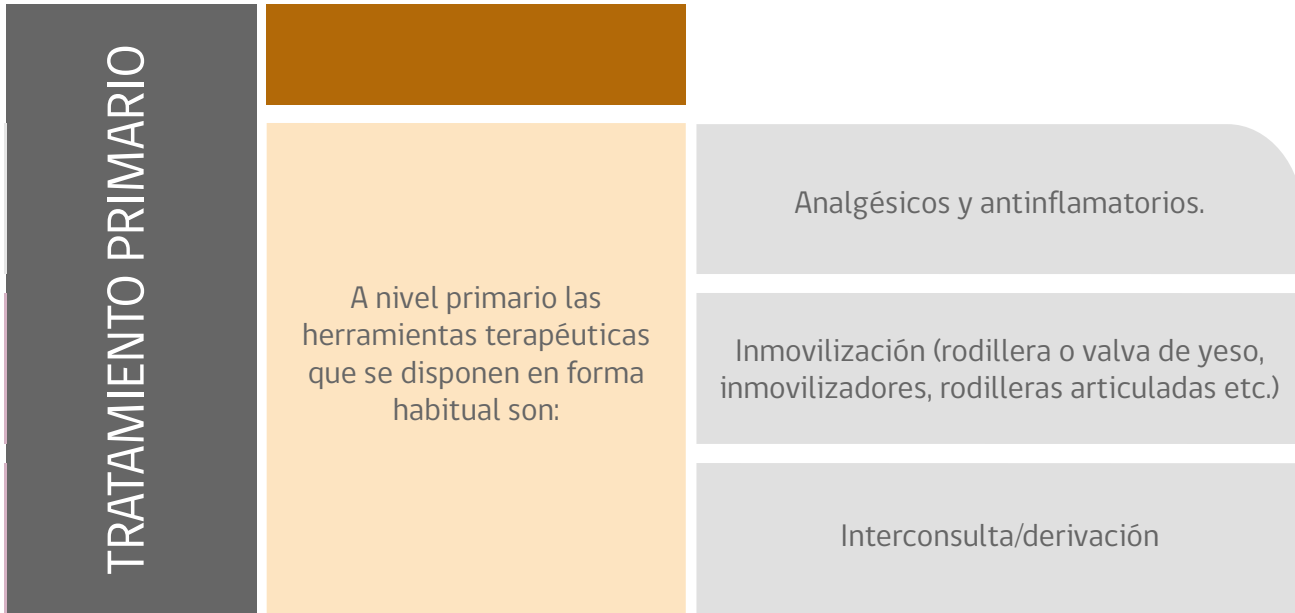 TRATAMIENTO PRIMARIO
A nivel primario las
herramientas terapéuticas
que se disponen en forma
habitual son:
Analgésicos y antinflamatorios.
Inmovilización (rodillera o valva de yeso,
inmovilizadores, rodilleras articuladas etc.)
Interconsulta/derivación